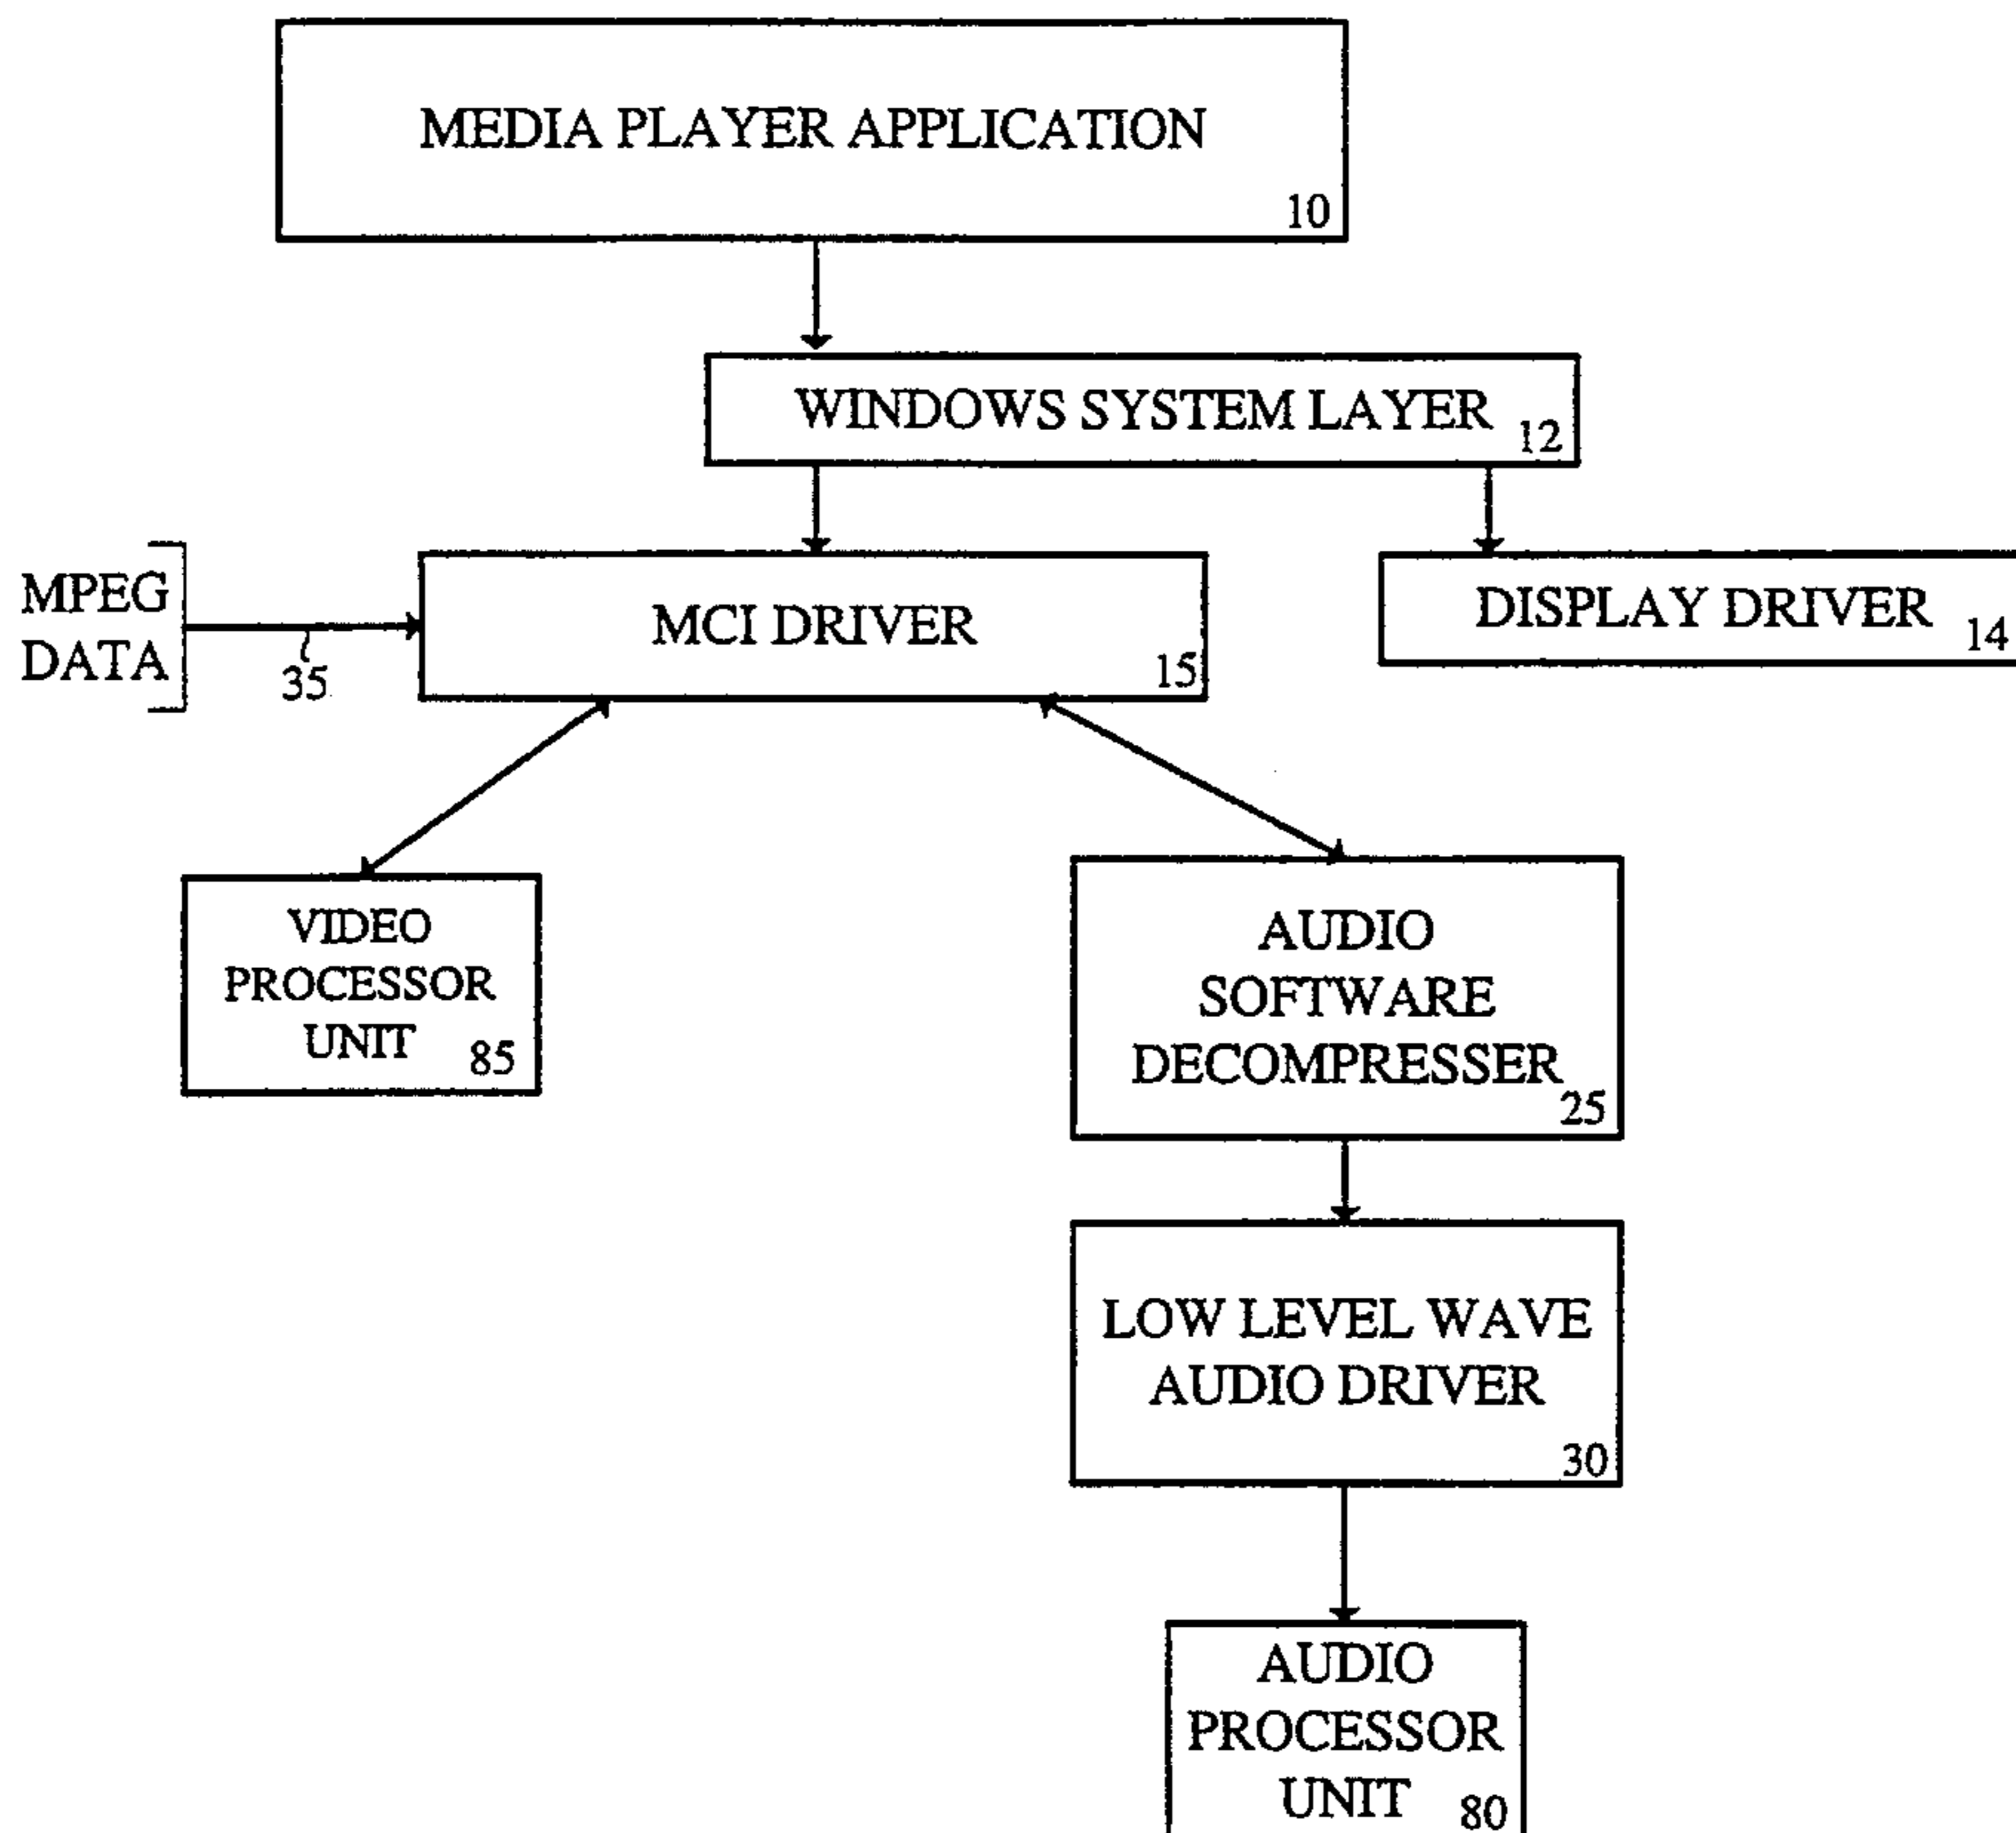 MEDIA PLAYER APPLICATION
10
WINDOWS SYSTEM LAYER
12
MPEG
DATA
35
MCI DRIVER
15
DISPLAY DRIVER
14
VIDEO
PROCESSOR
UNIT
85
AUDIO
SOFTWARE
DECOMPRESSER
25
LOW LEVEL WAVE
AUDIO DRIVER
30
AUDIO
PROCESSOR
UNIT
80